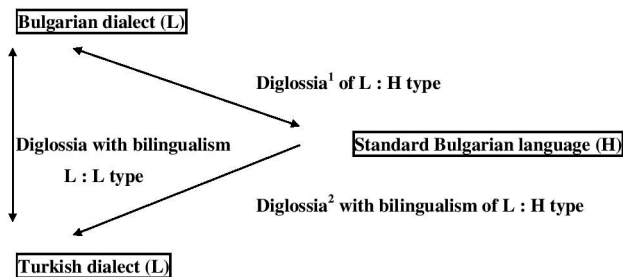 Bulgarian dialect (L)
Diglossia¹ of L : H type
Diglossia with bilingualism
L : L type
Standard Bulgarian language (H)
Diglossia² with bilingualism of L : H type
Turkish dialect (L)